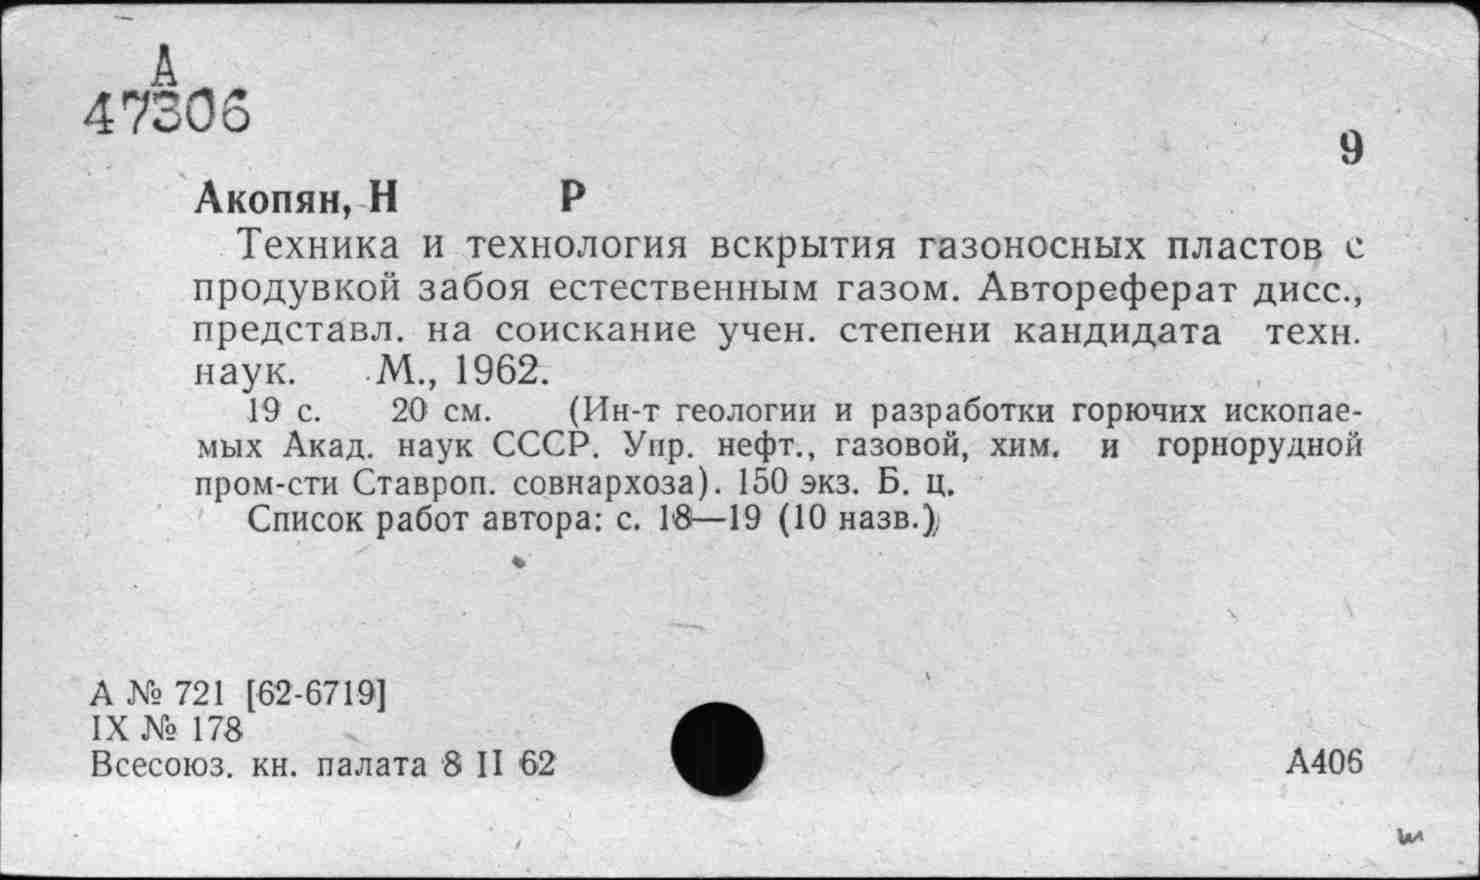 А
47306
9
Акопян, Н Р
Техника и технология вскрытия газоносных пластов с
продувкой забоя естественным газом. Автореферат дисс.,
представл. на соискание учен. степени кандидата техн.
наук. М., 1962.
19 с. 20 см. (Ин-т геологии и разработки горючих ископае-
мых Акад. наук СССР. Упр. нефт., газовой, хим. и горнорудной
пром-сти Ставроп. совнархоза). 150 экз. Б. ц.
Список работ автора: с. 18—19 (10 назв.)
А № 721 [62-6719]
IX № 178
Всесоюз. кн. палата 8 II 62
А406